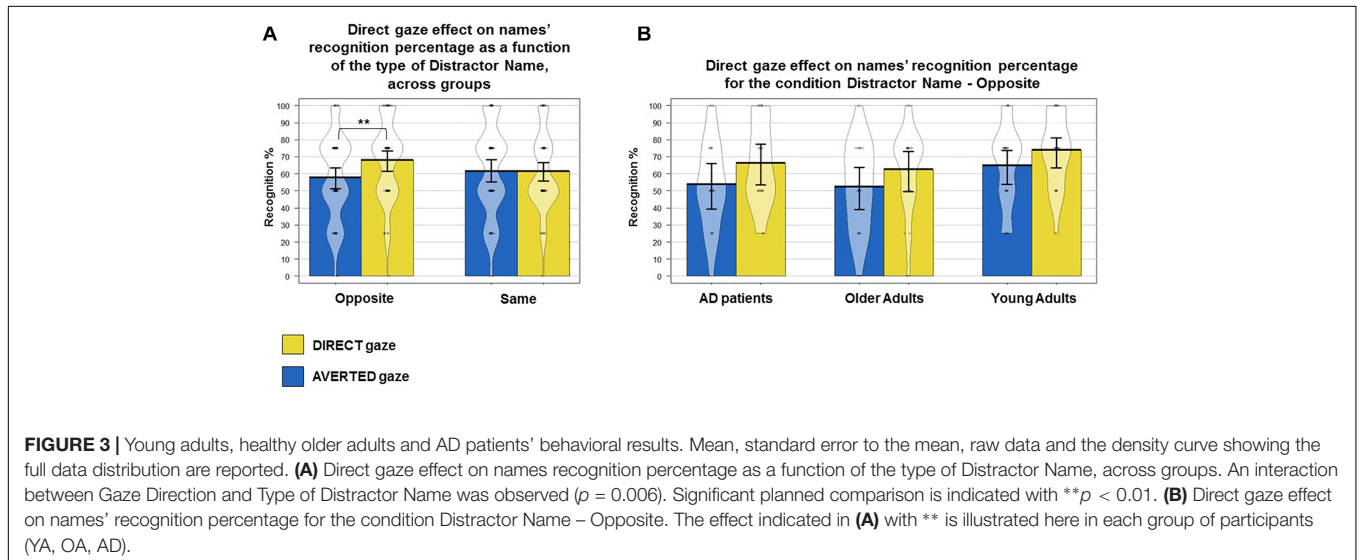 A
Direct gaze effect on names'
recognition percentage as a function
of the type of Distractor Name,
across groups
Recognition %
100
90
80
70
60
50
40
30
20
10
0
**
Opposite
Same
DIRECT gaze
AVERTED gaze
B
Direct gaze effect on names' recognition percentage
for the condition Distractor Name - Opposite
Recognition %
100
90
80
70
60
50
40
30
20
10
0
AD patients
Older Adults
Young Adults
FIGURE 3 | Young adults, healthy older adults and AD patients' behavioral results. Mean, standard error to the mean, raw data and the density curve showing the
full data distribution are reported. (A) Direct gaze effect on names recognition percentage as a function of the type of Distractor Name, across groups. An interaction
between Gaze Direction and Type of Distractor Name was observed (p = 0.006). Significant planned comparison is indicated with **p < 0.01. (B) Direct gaze effect
on names' recognition percentage for the condition Distractor Name – Opposite. The effect indicated in (A) with ** is illustrated here in each group of participants
(YA, OA, AD).